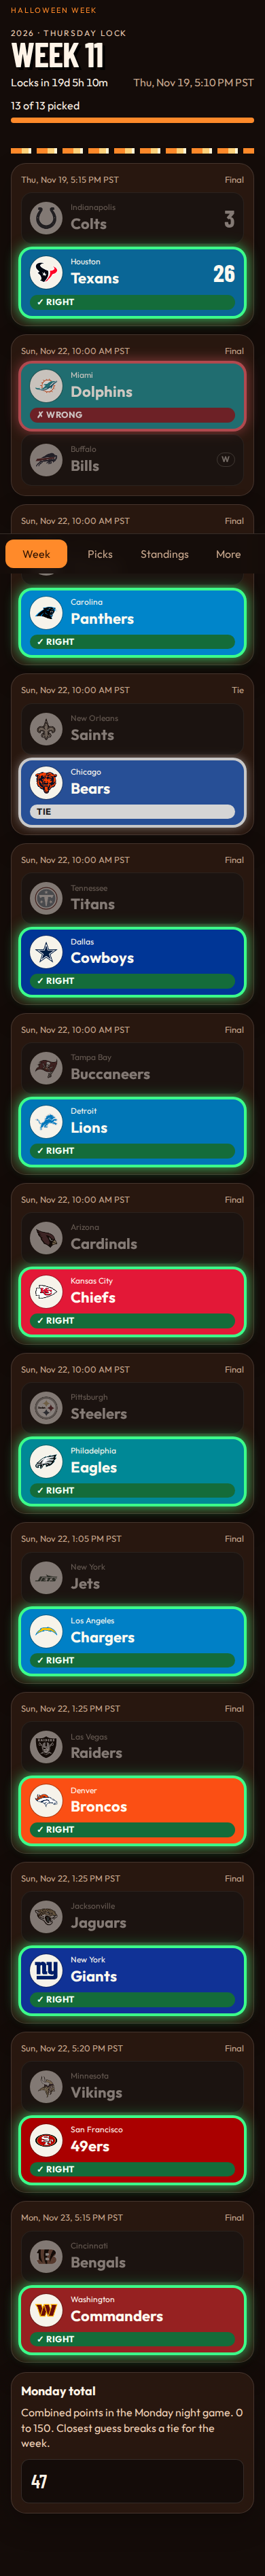 HALLOWEEN WEEK
2026 · THURSDAY LOCK
WEEK 11
Locks in 19d 5h 10m
Thu, Nov 19, 5:10 PM PST
13 of 13 picked
Thu, Nov 19, 5:15 PM PST
Final
Indianapolis
Colts
3
Houston
Texans
26
✓ RIGHT
Sun, Nov 22, 10:00 AM PST
Final
Miami
Dolphins
✗ WRONG
Buffalo
Bills
W
Sun, Nov 22, 10:00 AM PST
Final
Week
Picks
Standings
More
Carolina
Panthers
✓ RIGHT
Sun, Nov 22, 10:00 AM PST
Tie
New Orleans
Saints
Chicago
Bears
TIE
Sun, Nov 22, 10:00 AM PST
Final
Tennessee
Titans
Dallas
Cowboys
✓ RIGHT
Sun, Nov 22, 10:00 AM PST
Final
Tampa Bay
Buccaneers
Detroit
Lions
✓ RIGHT
Sun, Nov 22, 10:00 AM PST
Final
Arizona
Cardinals
Kansas City
Chiefs
✓ RIGHT
Sun, Nov 22, 10:00 AM PST
Final
Pittsburgh
Steelers
Philadelphia
Eagles
✓ RIGHT
Sun, Nov 22, 1:05 PM PST
Final
New York
Jets
JETS
Los Angeles
Chargers
✓ RIGHT
Sun, Nov 22, 1:25 PM PST
Final
Las Vegas
Raiders
Denver
Broncos
✓ RIGHT
Sun, Nov 22, 1:25 PM PST
Final
Jacksonville
Jaguars
New York
ny
Giants
✓ RIGHT
Sun, Nov 22, 5:20 PM PST
Final
Minnesota
Vikings
San Francisco
SF
49ers
✓ RIGHT
Mon, Nov 23, 5:15 PM PST
Final
Cincinnati
Bengals
Washington
W
Commanders
✓ RIGHT
Monday total
Combined points in the Monday night game. 0
to 150. Closest guess breaks a tie for the
week.
47